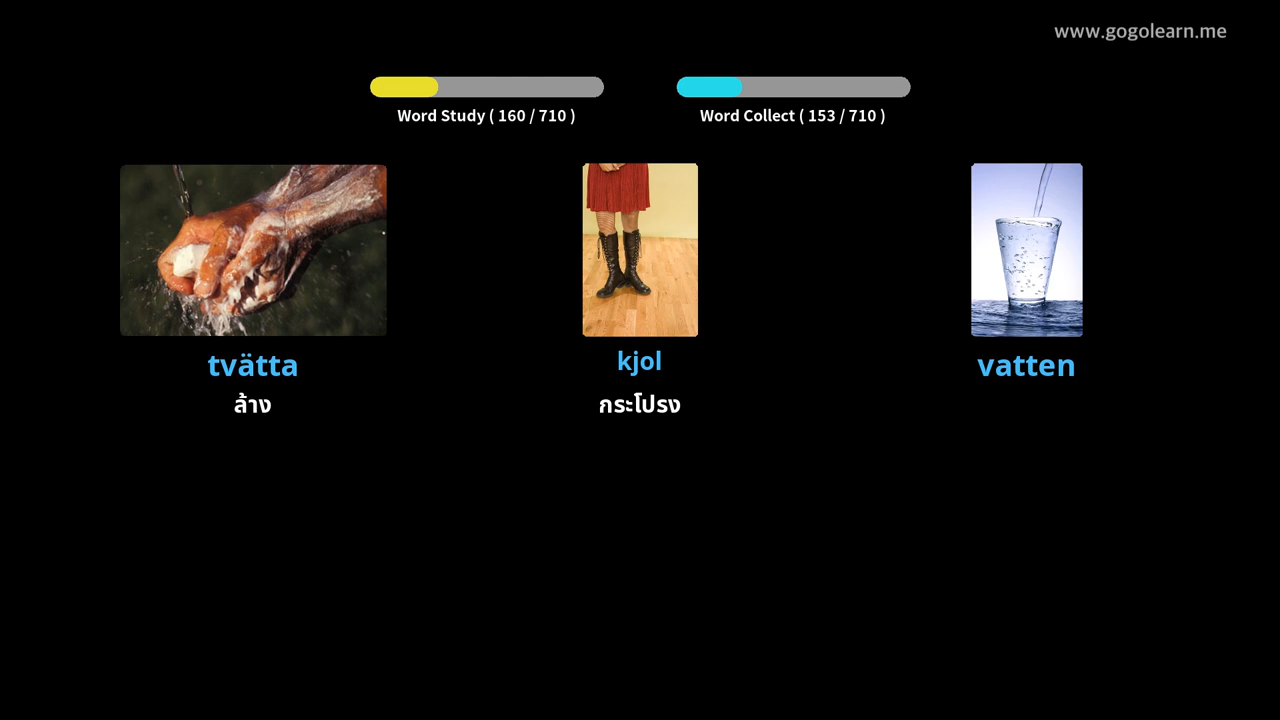 www.gogolearn.me
Word Study ( 160 / 710 )
Word Collect ( 153 / 710 )
tvätta
kjol
vatten
ล้าง
กระโปรง